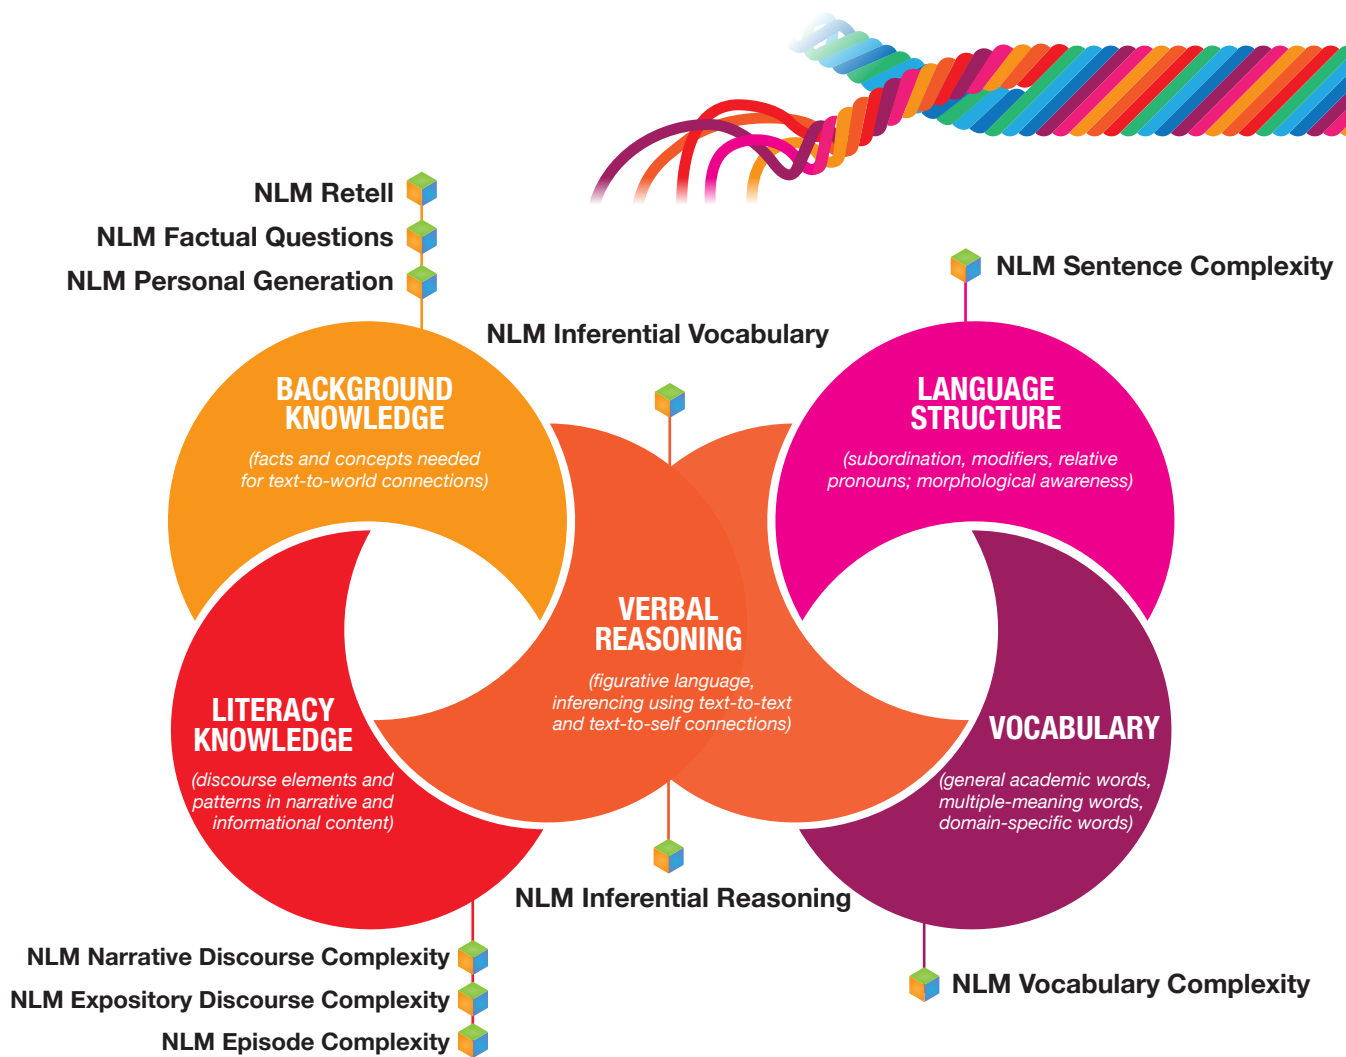 NLM Retell
NLM Factual Questions
NLM Personal Generation
NLM Sentence Complexity
NLM Inferential Vocabulary
BACKGROUND
KNOWLEDGE
(facts and concepts needed
for text-to-world connections)
LANGUAGE
STRUCTURE
(subordination, modifiers, relative
pronouns; morphological awareness)
VERBAL
REASONING
(figurative language,
inferencing using text-to-text
and text-to-self connections)
LITERACY
KNOWLEDGE
(discourse elements and
patterns in narrative and
informational content)
VOCABULARY
(general academic words,
multiple-meaning words,
domain-specific words)
NLM Inferential Reasoning
NLM Narrative Discourse Complexity
NLM Expository Discourse Complexity
NLM Episode Complexity
NLM Vocabulary Complexity